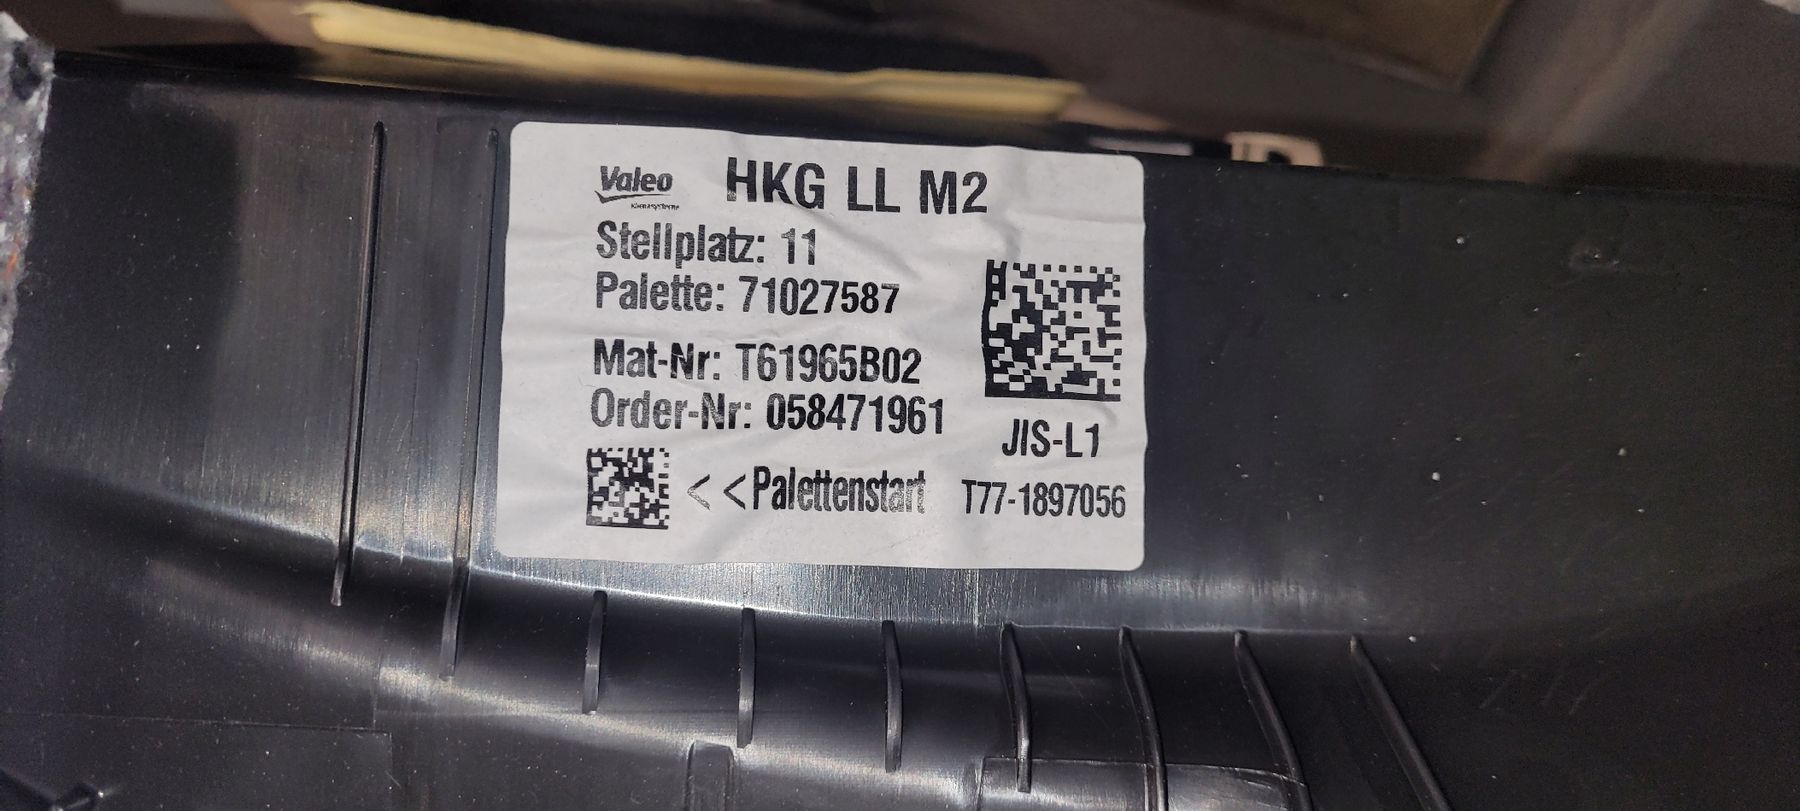 Valeo HKG LL M2
Klimasysteme
Stellplatz: 11
Palette: 71027587
Mat-Nr: T61965B02
Order-Nr: 058471961
JIS-L1
<<Palettenstart T77-1897056